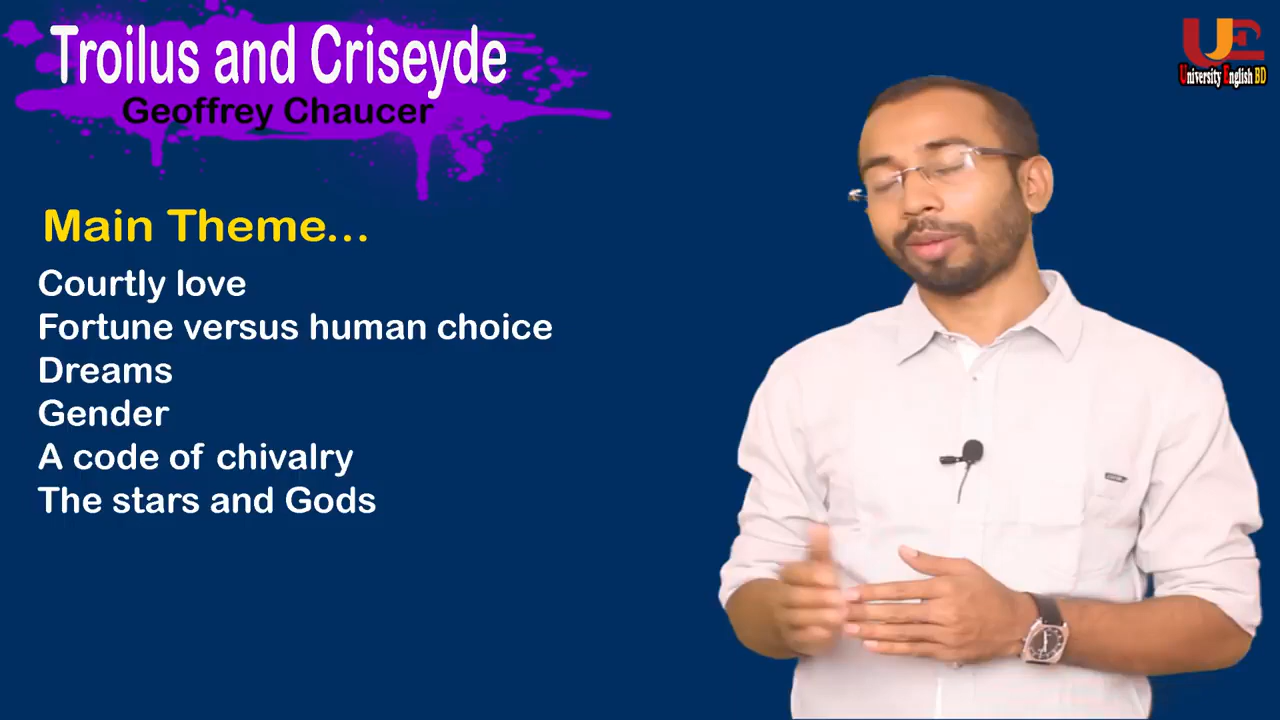 Troilus and Criseyde
Geoffrey Chaucer
UE
University English BD
Main Theme...
Courtly love
Fortune versus human choice
Dreams
Gender
A code of chivalry
The stars and Gods